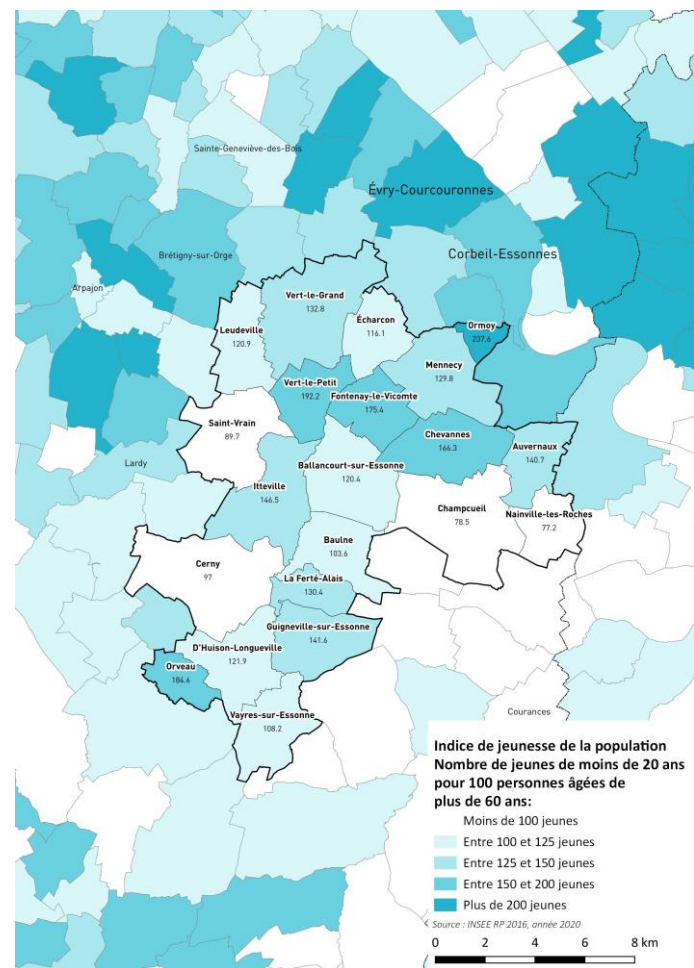 Sainte-Geneviève-des-Bois
Évry-Courcouronnes
Brétigny-sur-Orge
Corbeil-Essonnes
Arpajon
Vert-le-Grand
132.8
Leudeville
120.9
Écharcon
116.1
Ormoy
237.6
Mennecy
129.8
Vert-le-Petit
192.2
Fontenay-le-Vicomte
175.4
Saint-Vrain
89.7
Chevannes
166.3
Auvernaux
140.7
Lardy
Ballancourt-sur-Essonne
120.4
Itteville
146.5
Champcueil
78.5
Nainville-les-Roches
77.2
Baulne
103.6
Cerny
97
La Ferté-Alais
130.4
Guigneville-sur-Essonne
141.6
D'Huison-Longueville
121.9
Orveau
184.6
Vayres-sur-Essonne
108.2
Courances
Indice de jeunesse de la population
Nombre de jeunes de moins de 20 ans
pour 100 personnes âgées de
plus de 60 ans:
Moins de 100 jeunes
Entre 100 et 125 jeunes
Entre 125 et 150 jeunes
Entre 150 et 200 jeunes
Plus de 200 jeunes
Source : INSEE RP 2016, année 2020
0 2 4 6 8 km